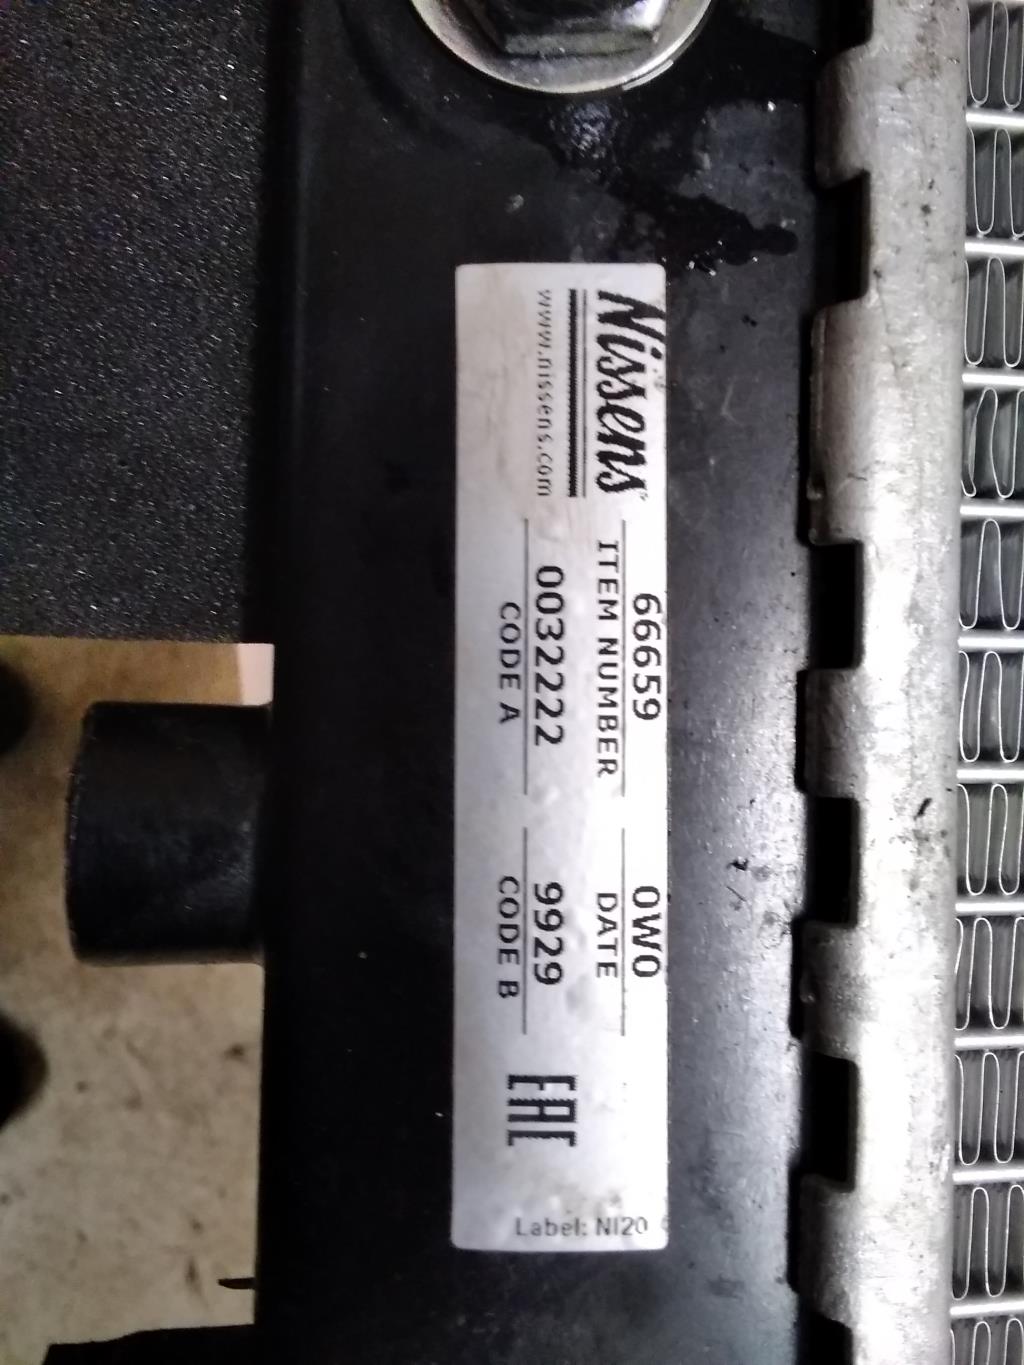 Nissens
www.nissens.com
66659
ITEM NUMBER
0W0
DATE
0032222
CODE A
9929
CODE B
EAC
Label: NI20